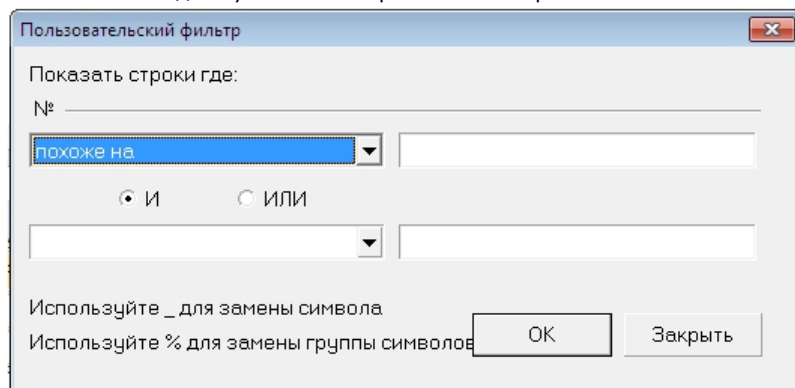 Пользовательский фильтр
Показать строки где:
№
похоже на
И ИЛИ
Используйте _ для замены символа
Используйте % для замены группы символов
OK Закрыть